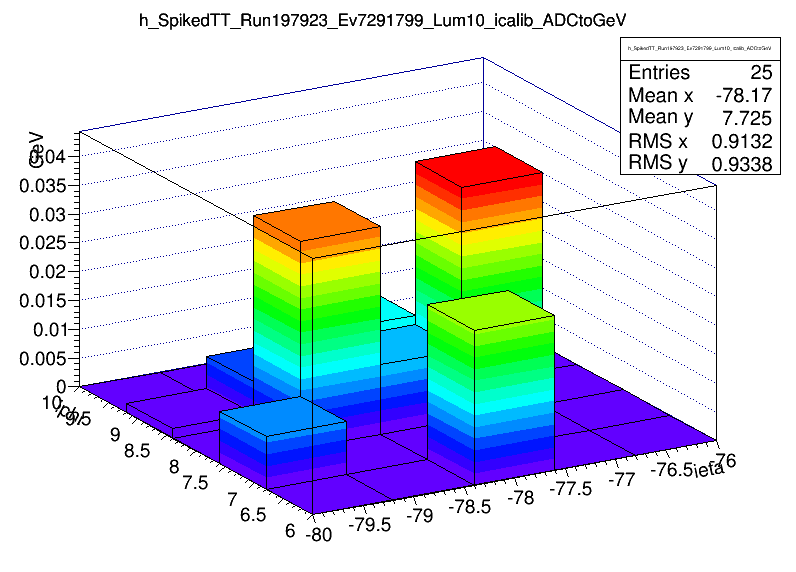 h_SpikedTT_Run197923_Ev7291799_Lum10_icalib_ADCtoGeV
h_SpikedTT_Run197923_Ev7291799_Lum10_icalib_ADCtoGeV
Entries 25
Mean x -78.17
Mean y 7.725
RMS x 0.9132
RMS y 0.9338
GeV
0.04
0.035
0.03
0.025
0.02
0.015
0.01
0.005
0
10
9.5
9
8.5
8
7.5
7
6.5
6
iphi
-80
-79.5
-79
-78.5
-78
-77.5
-77
-76.5
-76
ieta